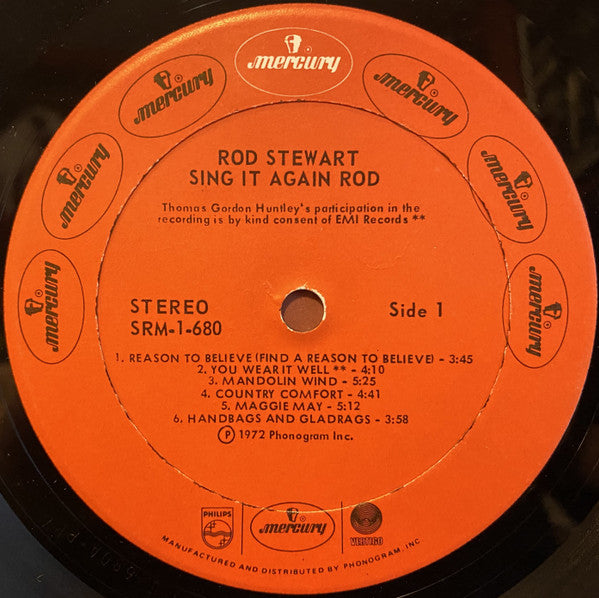 mercury
mercury
mercury
mercury
mercury
mercury
mercury
ROD STEWART
SING IT AGAIN ROD
Thomas Gordon Huntley's participation in the
recording is by kind consent of EMI Records **
STEREO
SRM-1-680
Side 1
1. REASON TO BELIEVE (FIND A REASON TO BELIEVE) - 3:45
2. YOU WEAR IT WELL ** - 4:10
3. MANDOLIN WIND - 5:25
4. COUNTRY COMFORT - 4:41
5. MAGGIE MAY - 5:12
6. HANDBAGS AND GLADRAGS - 3:58
℗ 1972 Phonogram Inc.
PHILIPS
mercury
VERTIGO
MANUFACTURED AND DISTRIBUTED BY PHONOGRAM, INC